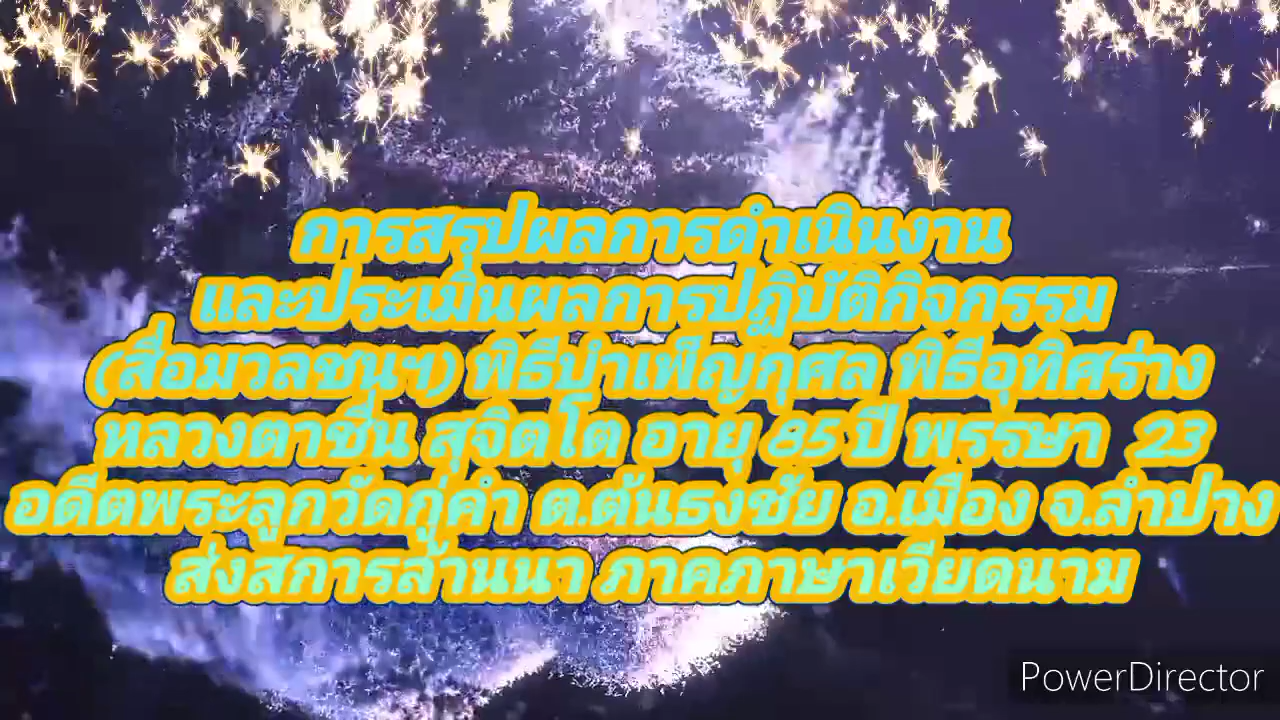 การสรุปผลการดำเนินงาน
และประเมินผลการปฏิบัติกิจกรรม
(สื่อมวลชนฯ) พิธีบำเพ็ญกุศล พิธีอุทิศร่าง
หลวงตาชื่น สุจิตโต อายุ 85 ปี พรรษา 23
อดีตพระลูกวัดกู่คำ ต.ต้นธงชัย อ.เมือง จ.ลำปาง
ส่งสการล้านนา ภาคภาษาเวียดนาม
PowerDirector